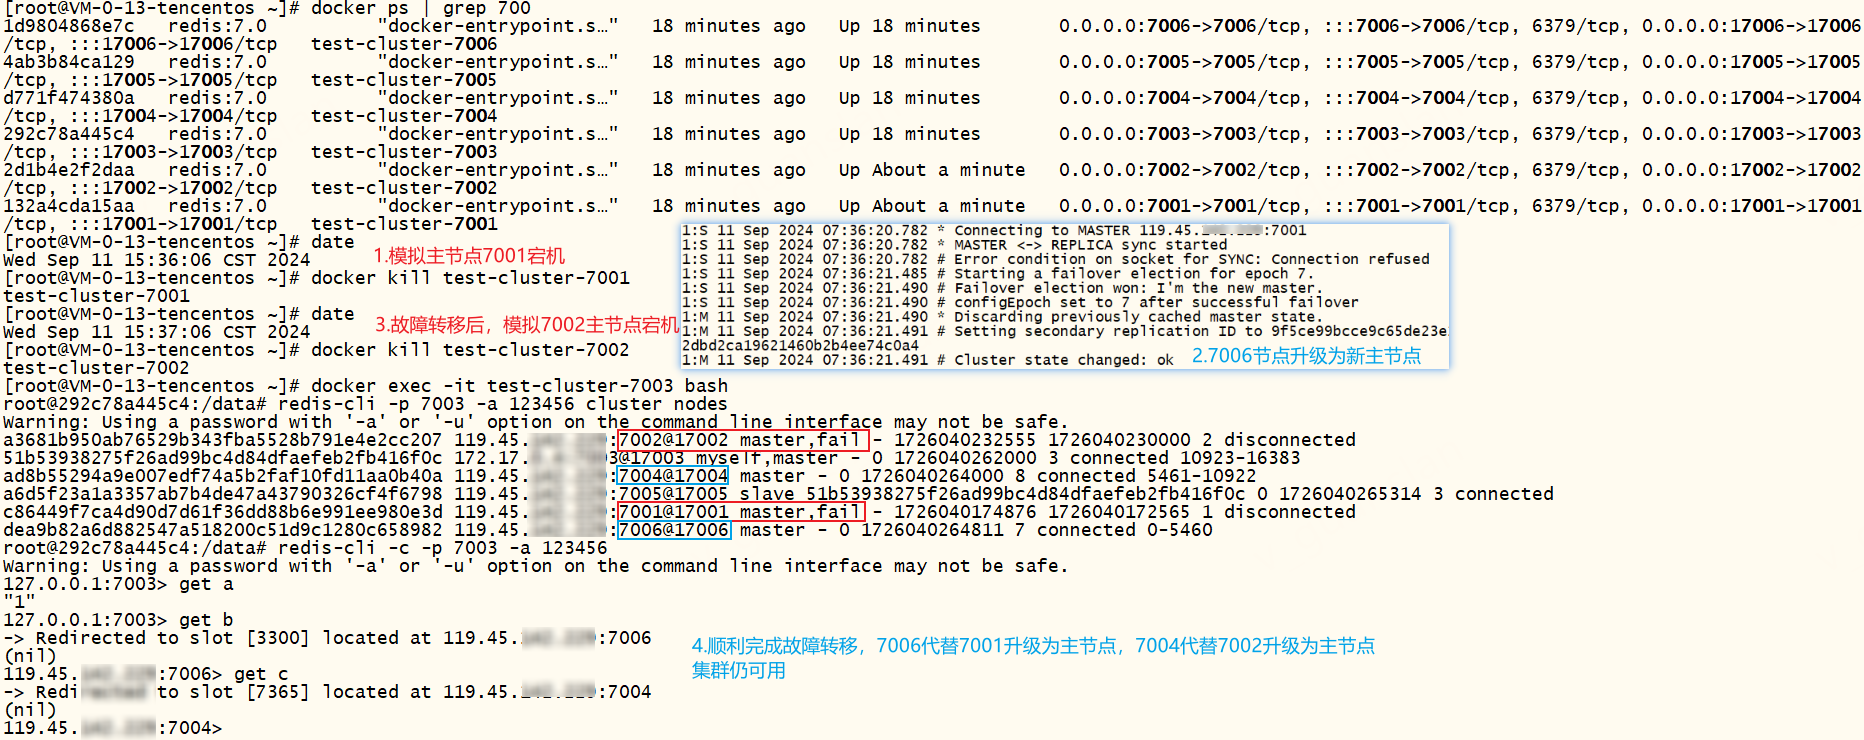 [root@VM-0-13-tencentos ~]# docker ps | grep 700
1d9804868e7c   redis:7.0          "docker-entrypoint.s…"   18 minutes ago   Up 18 minutes       0.0.0.0:7006->7006/tcp, :::7006->7006/tcp, 6379/tcp, 0.0.0.0:17006->17006
/tcp, :::17006->17006/tcp   test-cluster-7006
4ab3b84ca129   redis:7.0          "docker-entrypoint.s…"   18 minutes ago   Up 18 minutes       0.0.0.0:7005->7005/tcp, :::7005->7005/tcp, 6379/tcp, 0.0.0.0:17005->17005
/tcp, :::17005->17005/tcp   test-cluster-7005
d771f474380a   redis:7.0          "docker-entrypoint.s…"   18 minutes ago   Up 18 minutes       0.0.0.0:7004->7004/tcp, :::7004->7004/tcp, 6379/tcp, 0.0.0.0:17004->17004
/tcp, :::17004->17004/tcp   test-cluster-7004
292c78a445c4   redis:7.0          "docker-entrypoint.s…"   18 minutes ago   Up 18 minutes       0.0.0.0:7003->7003/tcp, :::7003->7003/tcp, 6379/tcp, 0.0.0.0:17003->17003
/tcp, :::17003->17003/tcp   test-cluster-7003
2d1b4e2f2daa   redis:7.0          "docker-entrypoint.s…"   18 minutes ago   Up About a minute   0.0.0.0:7002->7002/tcp, :::7002->7002/tcp, 6379/tcp, 0.0.0.0:17002->17002
/tcp, :::17002->17002/tcp   test-cluster-7002
132a4cda15aa   redis:7.0          "docker-entrypoint.s…"   18 minutes ago   Up About a minute   0.0.0.0:7001->7001/tcp, :::7001->7001/tcp, 6379/tcp, 0.0.0.0:17001->17001
/tcp, :::17001->17001/tcp   test-cluster-7001
[root@VM-0-13-tencentos ~]# date
Wed Sep 11 15:36:06 CST 2024
1.模拟主节点7001宕机
[root@VM-0-13-tencentos ~]# docker kill test-cluster-7001
test-cluster-7001
[root@VM-0-13-tencentos ~]# date
Wed Sep 11 15:37:06 CST 2024
3.故障转移后，模拟7002主节点宕机
[root@VM-0-13-tencentos ~]# docker kill test-cluster-7002
test-cluster-7002
1:S 11 Sep 2024 07:36:20.782 * Connecting to MASTER 119.45. :7001
1:S 11 Sep 2024 07:36:20.782 * MASTER <-> REPLICA sync started
1:S 11 Sep 2024 07:36:20.782 # Error condition on socket for SYNC: Connection refused
1:S 11 Sep 2024 07:36:21.485 # Starting a failover election for epoch 7.
1:S 11 Sep 2024 07:36:21.490 # Failover election won: I'm the new master.
1:S 11 Sep 2024 07:36:21.490 # configEpoch set to 7 after successful failover
1:M 11 Sep 2024 07:36:21.490 * Discarding previously cached master state.
1:M 11 Sep 2024 07:36:21.491 # Setting secondary replication ID to 9f5ce99bcce9c65de23e
2dbd2ca19621460b2b4ee74c0a4
1:M 11 Sep 2024 07:36:21.491 # Cluster state changed: ok
2.7006节点升级为新主节点
[root@VM-0-13-tencentos ~]# docker exec -it test-cluster-7003 bash
root@292c78a445c4:/data# redis-cli -p 7003 -a 123456 cluster nodes
Warning: Using a password with '-a' or '-u' option on the command line interface may not be safe.
a3681b950ab76529b343fba5528b791e4e2cc207 119.45. :7002@17002 master,fail - 1726040232555 1726040230000 2 disconnected
51b53938275f26ad99bc4d84dfaefeb2fb416f0c 172.17. 3@17003 myself,master - 0 1726040262000 3 connected 10923-16383
ad8b55294a9e007edf74a5b2faf10fd11aa0b40a 119.45. :7004@17004 master - 0 1726040264000 8 connected 5461-10922
a6d5f23a1a3357ab7b4de47a43790326cf4f6798 119.45. :7005@17005 slave 51b53938275f26ad99bc4d84dfaefeb2fb416f0c 0 1726040265314 3 connected
c86449f7ca4d90d7d61f36dd88b6e991ee980e3d 119.45. :7001@17001 master,fail - 1726040174876 1726040172565 1 disconnected
dea9b82a6d882547a518200c51d9c1280c658982 119.45. :7006@17006 master - 0 1726040264811 7 connected 0-5460
root@292c78a445c4:/data# redis-cli -c -p 7003 -a 123456
Warning: Using a password with '-a' or '-u' option on the command line interface may not be safe.
127.0.0.1:7003> get a
"1"
127.0.0.1:7003> get b
-> Redirected to slot [3300] located at 119.45. :7006
(nil)
119.45. :7006> get c
-> Redi to slot [7365] located at 119.45. :7004
(nil)
119.45. :7004>
4.顺利完成故障转移，7006代替7001升级为主节点，7004代替7002升级为主节点
集群仍可用